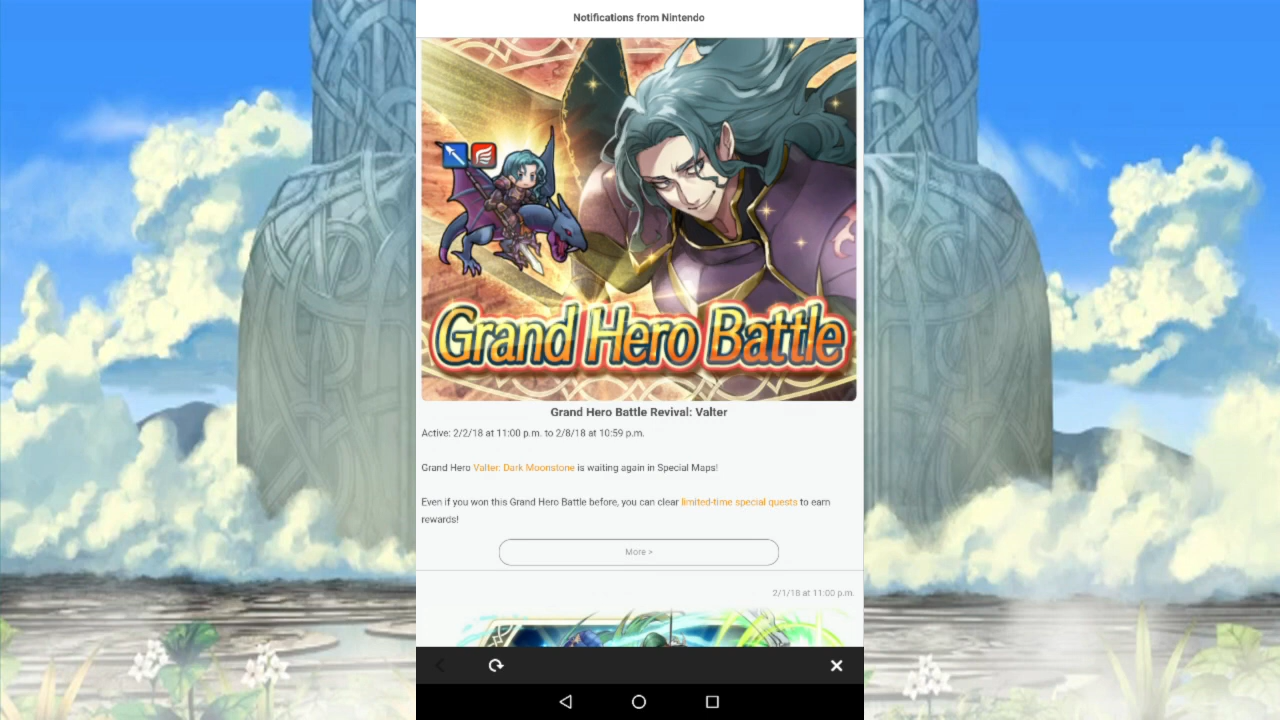 Notifications from Nintendo
Grand Hero Battle
Grand Hero Battle Revival: Valter
Active: 2/2/18 at 11:00 p.m. to 2/8/18 at 10:59 p.m.
Grand Hero Valter: Dark Moonstone is waiting again in Special Maps!
Even if you won this Grand Hero Battle before, you can clear limited-time special quests to earn
rewards!
More >
2/1/18 at 11:00 p.m.